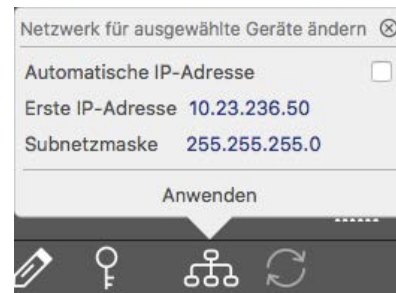 Netzwerk für ausgewählte Geräte ändern
Automatische IP-Adresse
Erste IP-Adresse 10.23.236.50
Subnetzmaske 255.255.255.0
Anwenden